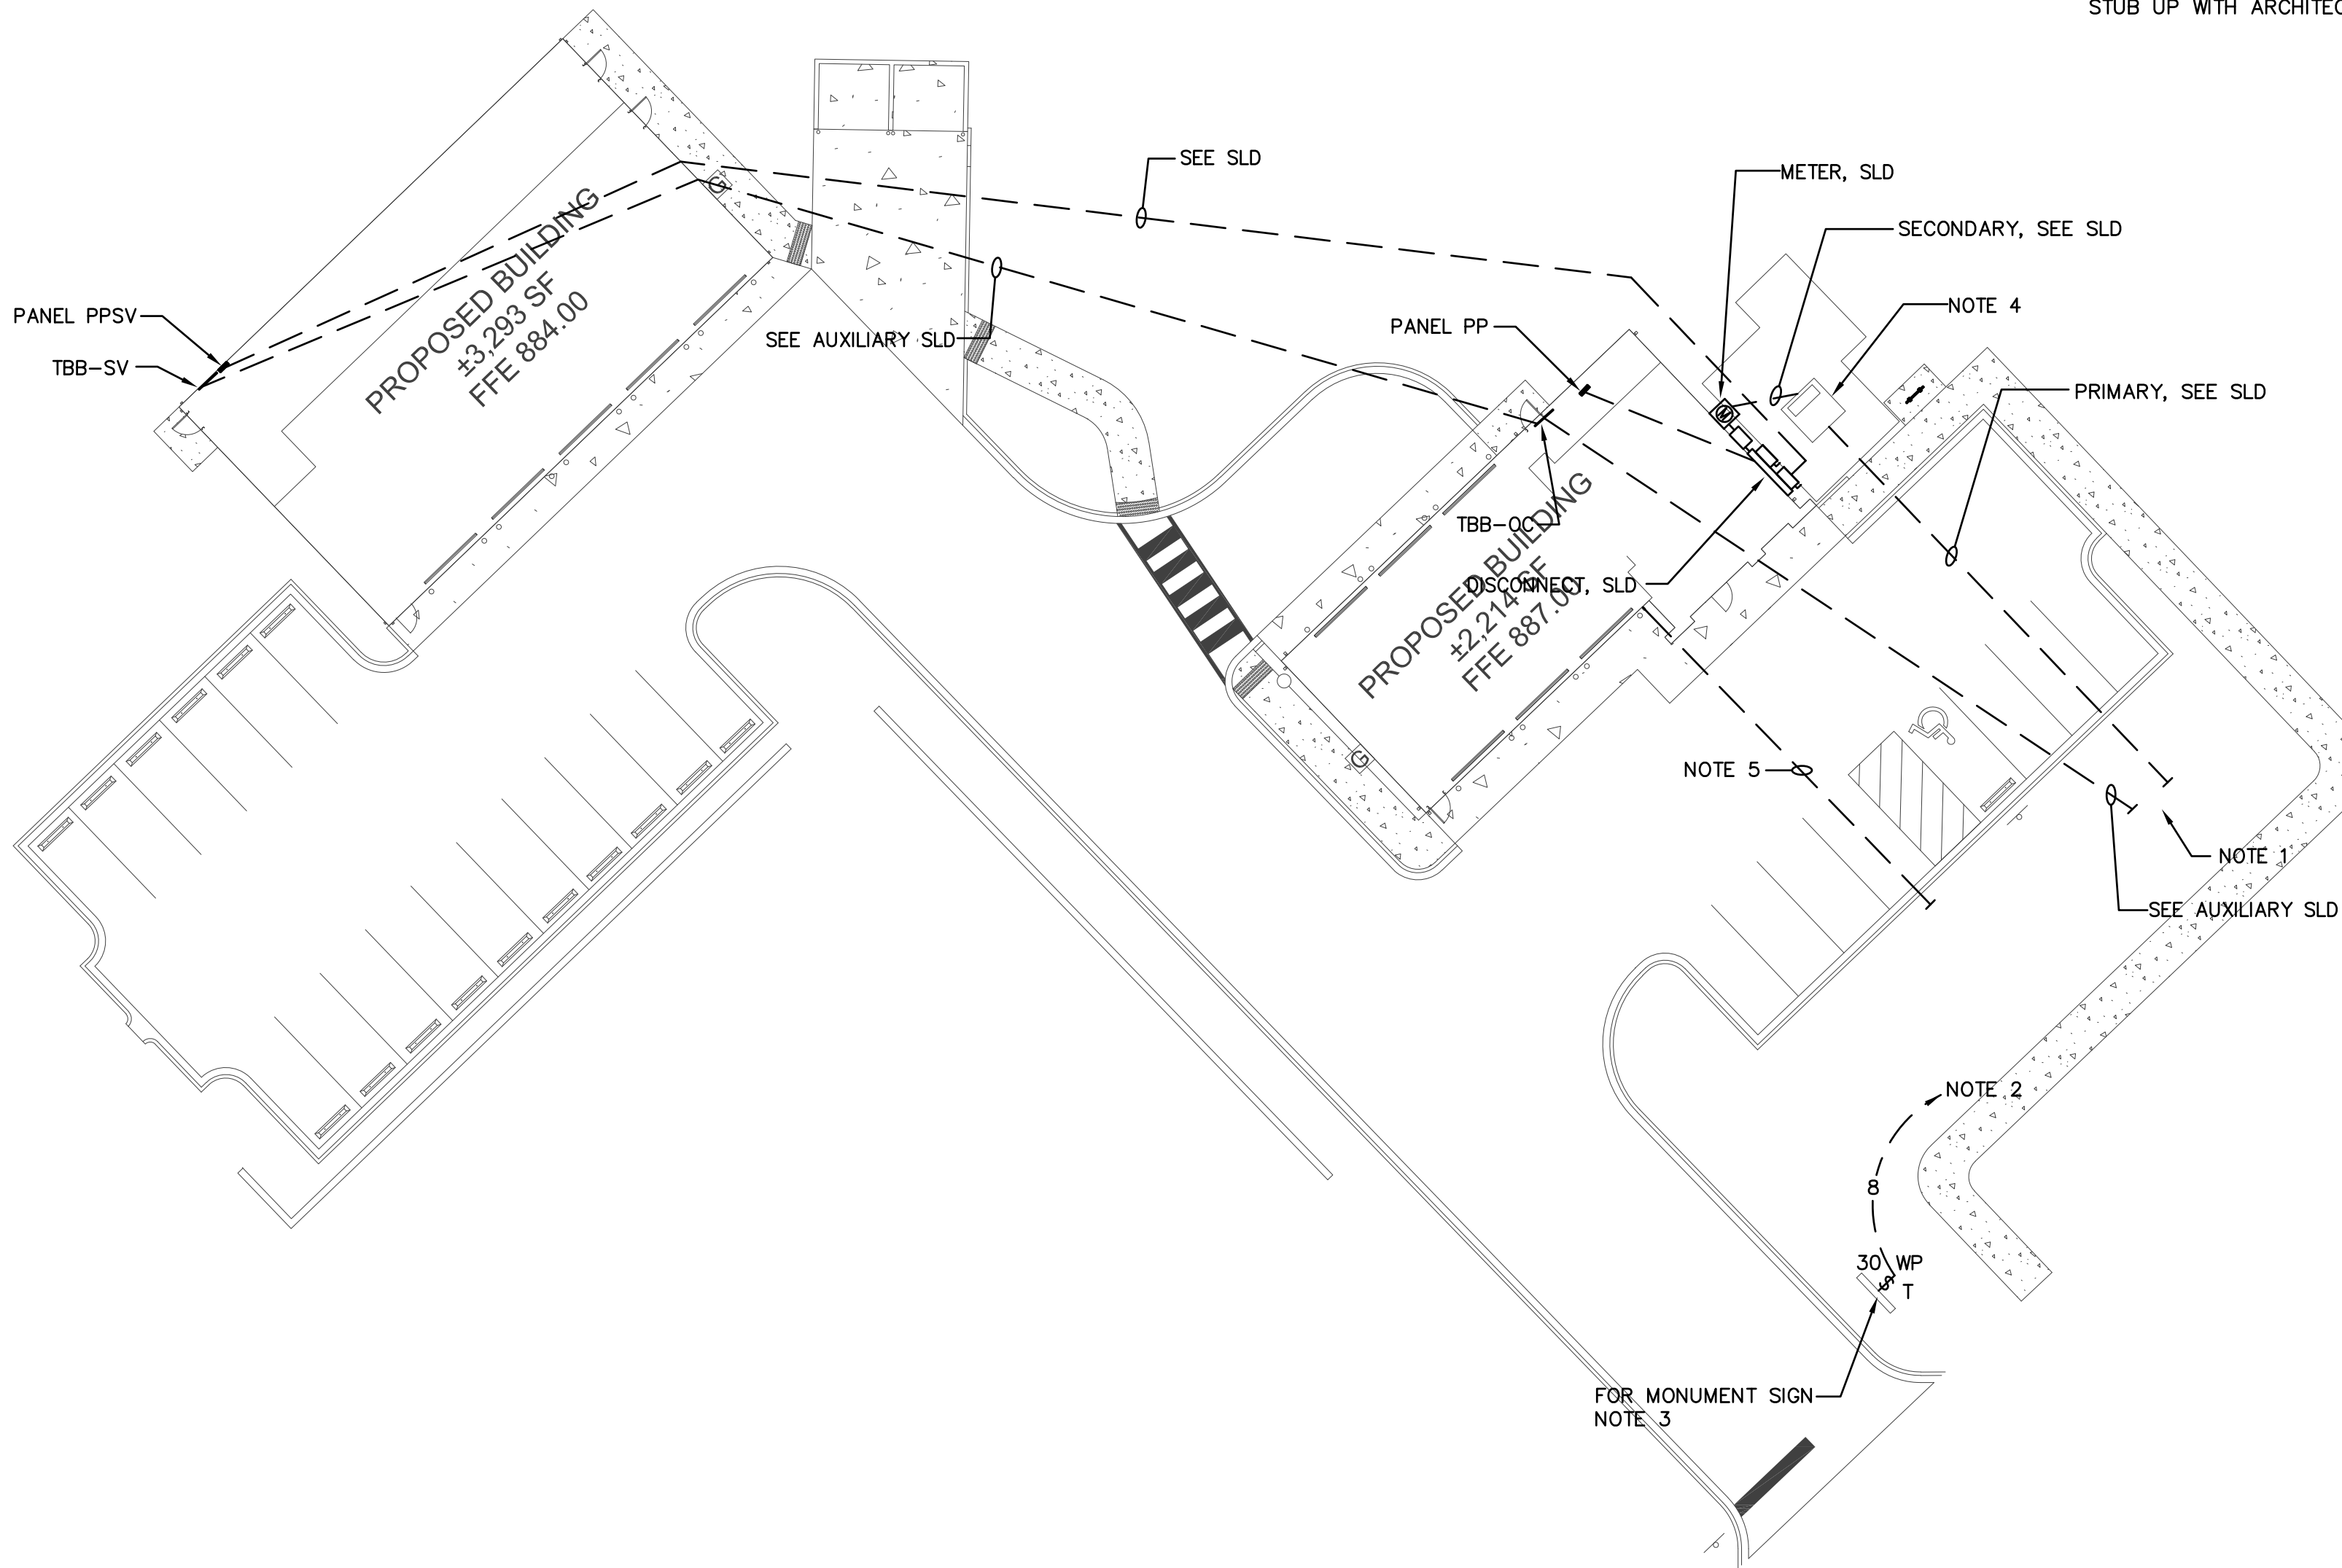 STUB UP WITH ARCHITEC
SEE SLD
METER, SLD
SECONDARY, SEE SLD
NOTE 4
PANEL PPSV
TBB-SV
PROPOSED BUILDING
±3,293 SF
FFE 884.00
G
SEE AUXILIARY SLD
PANEL PP
M
PRIMARY, SEE SLD
TBB-OC
DISCONNECT, SLD
PROPOSED BUILDING
±2,214 SF
FFE 887.00
G
NOTE 5
NOTE 1
SEE AUXILIARY SLD
NOTE 2
8
30 WP
$ T
FOR MONUMENT SIGN
NOTE 3